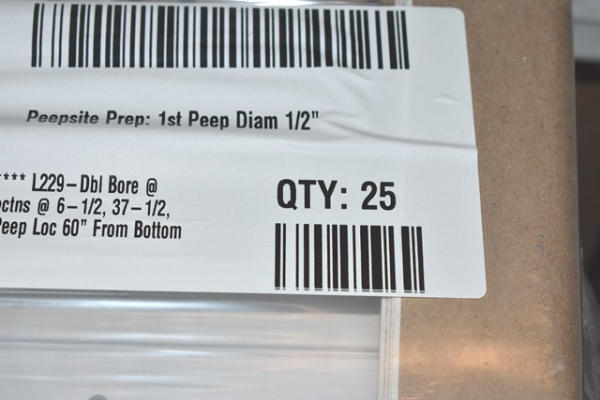 Peepsite Prep: 1st Peep Diam 1/2"
**** L229-Dbl Bore @
QTY: 25
@ 6-1/2, 37-1/2,
Peep Loc 60" From Bottom